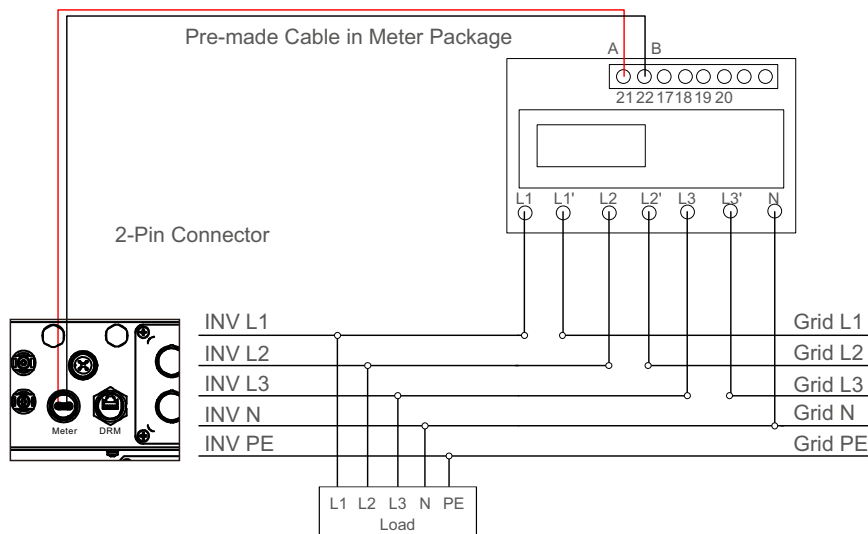 Pre-made Cable in Meter Package
A B
21 22 17 18 19 20
L1 L1' L2 L2' L3 L3' N
2-Pin Connector
INV L1 Grid L1
INV L2 Grid L2
INV L3 Grid L3
INV N Grid N
INV PE Grid PE
Meter DRM
L1 L2 L3 N PE
Load